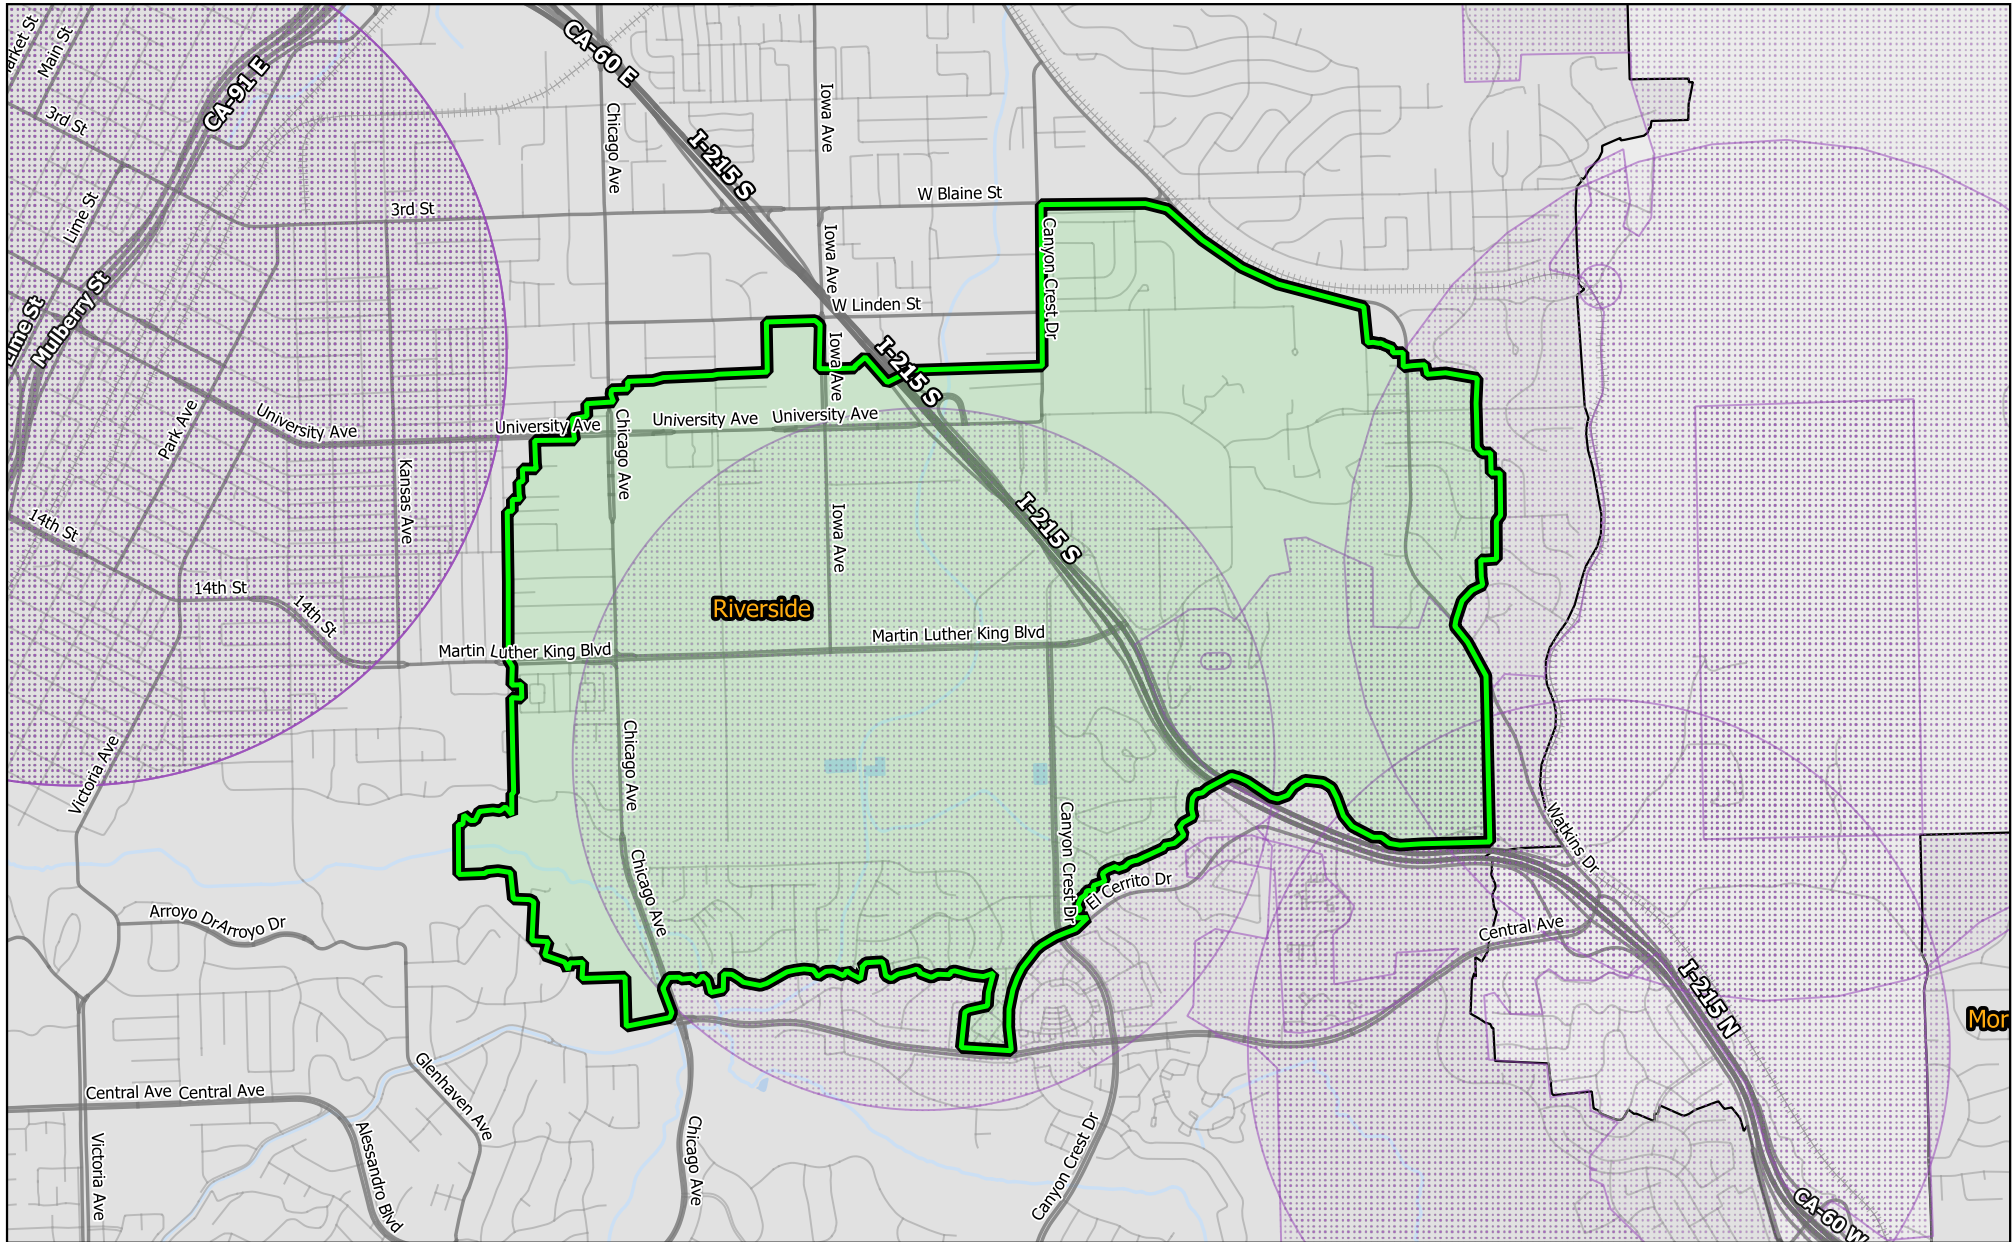 arket St
Main St
CA-91 E
CA-60 E
3rd St
Chicago Ave
Iowa Ave
I-215 S
Lime St
3rd St
W Blaine St
Canyon Crest Dr
Iowa Ave
Lime St
Mulberry St
W Linden St
Iowa Ave
I-215 S
University Ave
University Ave
University Ave
University Ave
Park Ave
Chicago Ave
Kansas Ave
14th St
Iowa Ave
I-215 S
14th St
14th St
Riverside
Martin Luther King Blvd
Martin Luther King Blvd
Victoria Ave
Chicago Ave
Canyon Crest Dr
Watkins Dr
Chicago Ave
El Cerrito Dr
Arroyo Dr
Arroyo Dr
Central Ave
I-215 N
Mor
Glenhaven Ave
Central Ave
Central Ave
Victoria Ave
Alessandro Blvd
Chicago Ave
Canyon Crest Dr
CA-60 W